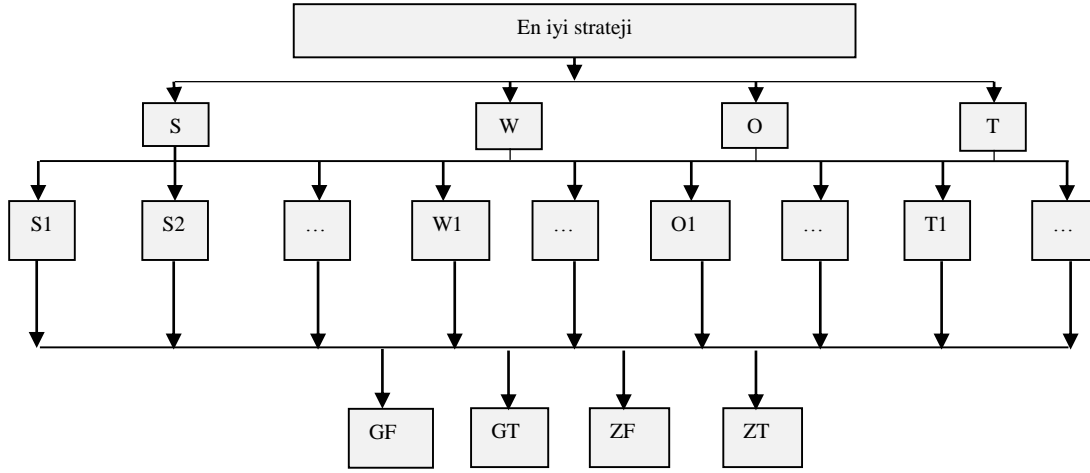 En iyi strateji
S W O T
S1 S2 … W1 … O1 … T1 …
GF GT ZF ZT